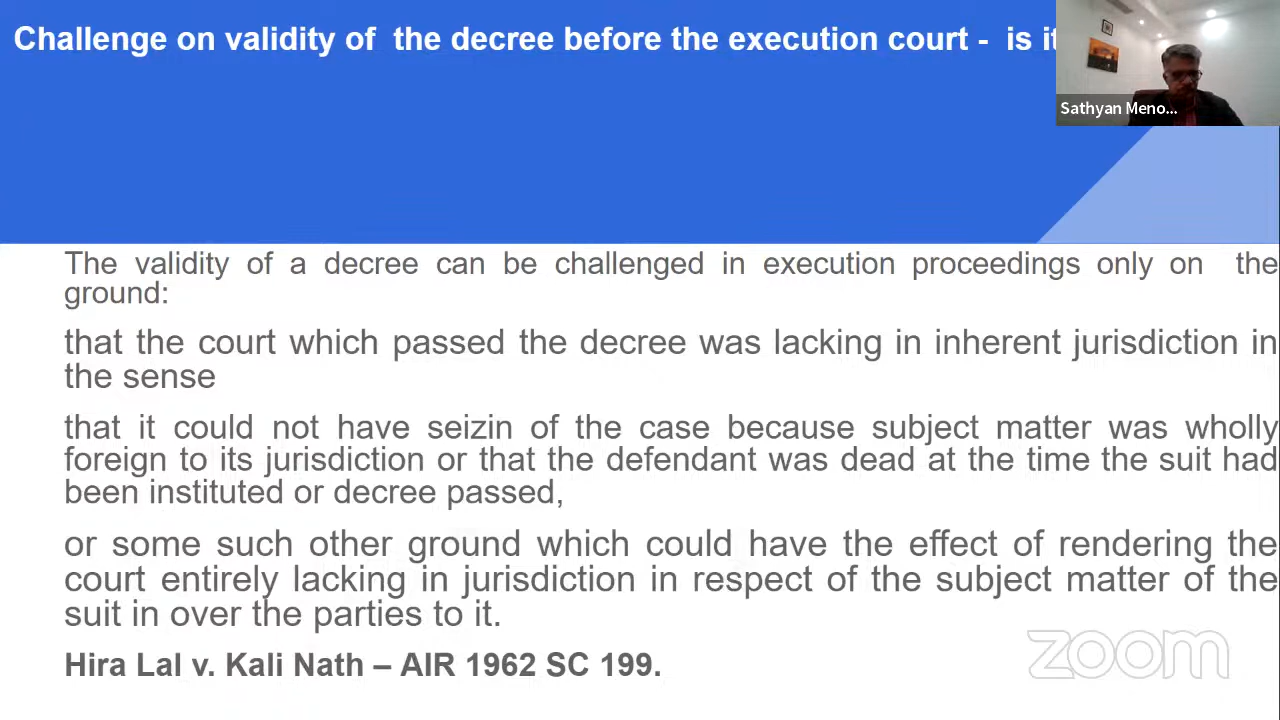 Challenge on validity of the decree before the execution court - is
Sathyan Meno...
The validity of a decree can be challenged in execution proceedings only on the
ground:
that the court which passed the decree was lacking in inherent jurisdiction in
the sense
that it could not have seizin of the case because subject matter was wholly
foreign to its jurisdiction or that the defendant was dead at the time the suit had
been instituted or decree passed,
or some such other ground which could have the effect of rendering the
court entirely lacking in jurisdiction in respect of the subject matter of the
suit in over the parties to it.
Hira Lal v. Kali Nath – AIR 1962 SC 199.
zoom